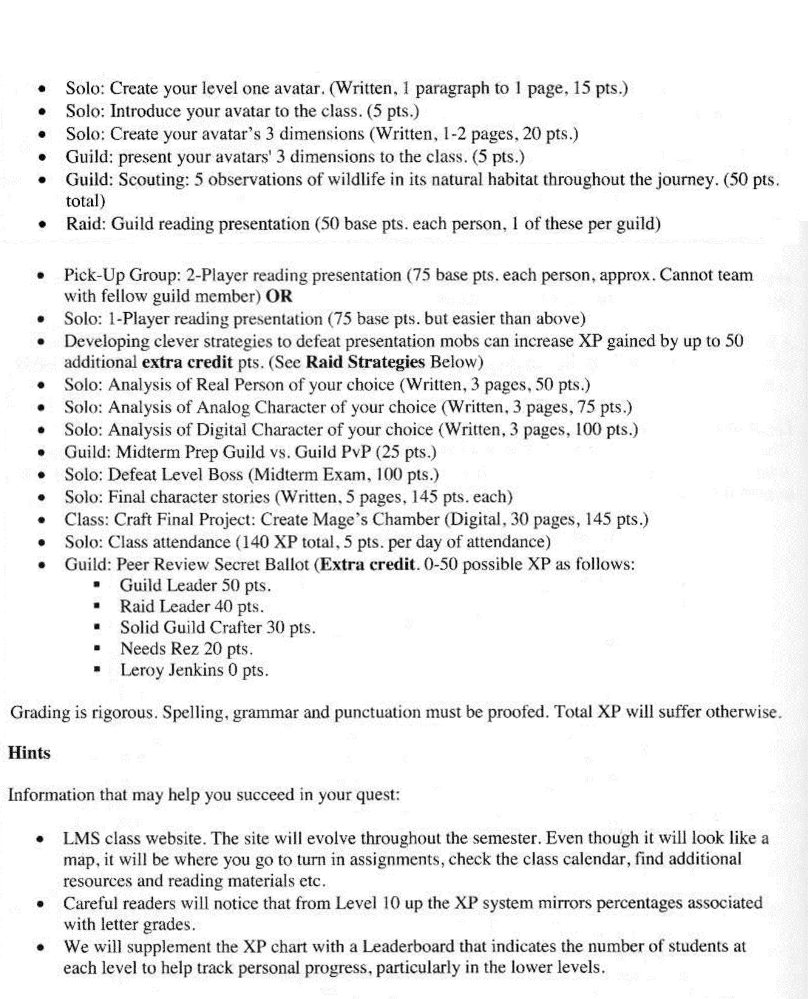 • Solo: Create your level one avatar. (Written, 1 paragraph to 1 page, 15 pts.)
• Solo: Introduce your avatar to the class. (5 pts.)
• Solo: Create your avatar’s 3 dimensions (Written, 1-2 pages, 20 pts.)
• Guild: present your avatars' 3 dimensions to the class. (5 pts.)
• Guild: Scouting: 5 observations of wildlife in its natural habitat throughout the journey. (50 pts.
total)
• Raid: Guild reading presentation (50 base pts. each person, 1 of these per guild)
• Pick-Up Group: 2-Player reading presentation (75 base pts. each person, approx. Cannot team
with fellow guild member) OR
• Solo: 1-Player reading presentation (75 base pts. but easier than above)
• Developing clever strategies to defeat presentation mobs can increase XP gained by up to 50
additional extra credit pts. (See Raid Strategies Below)
• Solo: Analysis of Real Person of your choice (Written, 3 pages, 50 pts.)
• Solo: Analysis of Analog Character of your choice (Written, 3 pages, 75 pts.)
• Solo: Analysis of Digital Character of your choice (Written, 3 pages, 100 pts.)
• Guild: Midterm Prep Guild vs. Guild PvP (25 pts.)
• Solo: Defeat Level Boss (Midterm Exam, 100 pts.)
• Solo: Final character stories (Written, 5 pages, 145 pts. each)
• Class: Craft Final Project: Create Mage’s Chamber (Digital, 30 pages, 145 pts.)
• Solo: Class attendance (140 XP total, 5 pts. per day of attendance)
• Guild: Peer Review Secret Ballot (Extra credit. 0-50 possible XP as follows:
▪ Guild Leader 50 pts.
▪ Raid Leader 40 pts.
▪ Solid Guild Crafter 30 pts.
▪ Needs Rez 20 pts.
▪ Leroy Jenkins 0 pts.
Grading is rigorous. Spelling, grammar and punctuation must be proofed. Total XP will suffer otherwise.
Hints
Information that may help you succeed in your quest:
• LMS class website. The site will evolve throughout the semester. Even though it will look like a
map, it will be where you go to turn in assignments, check the class calendar, find additional
resources and reading materials etc.
• Careful readers will notice that from Level 10 up the XP system mirrors percentages associated
with letter grades.
• We will supplement the XP chart with a Leaderboard that indicates the number of students at
each level to help track personal progress, particularly in the lower levels.